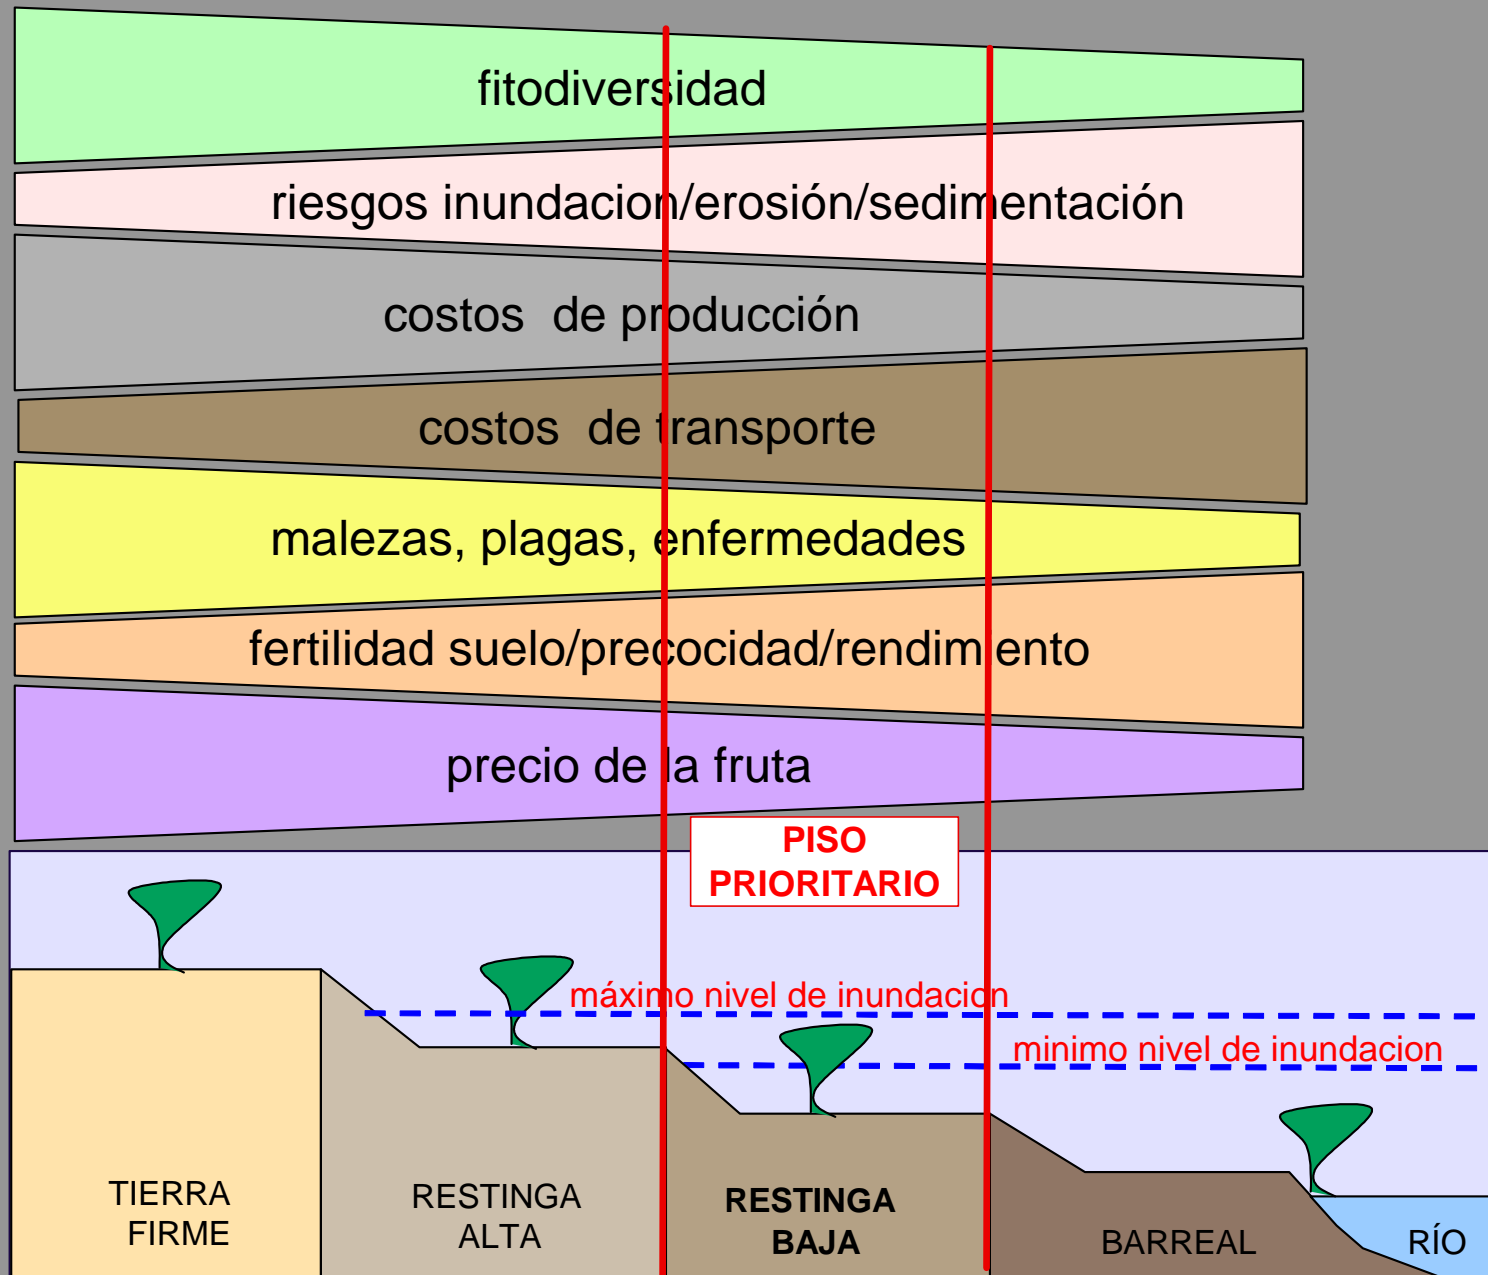 fitodiversidad
riesgos inundacion/erosión/sedimentación
costos de producción
costos de transporte
malezas, plagas, enfermedades
fertilidad suelo/precocidad/rendimiento
precio de la fruta
PISO
PRIORITARIO
máximo nivel de inundacion
minimo nivel de inundacion
TIERRA
FIRME
RESTINGA
ALTA
RESTINGA
BAJA
BARREAL
RÍO